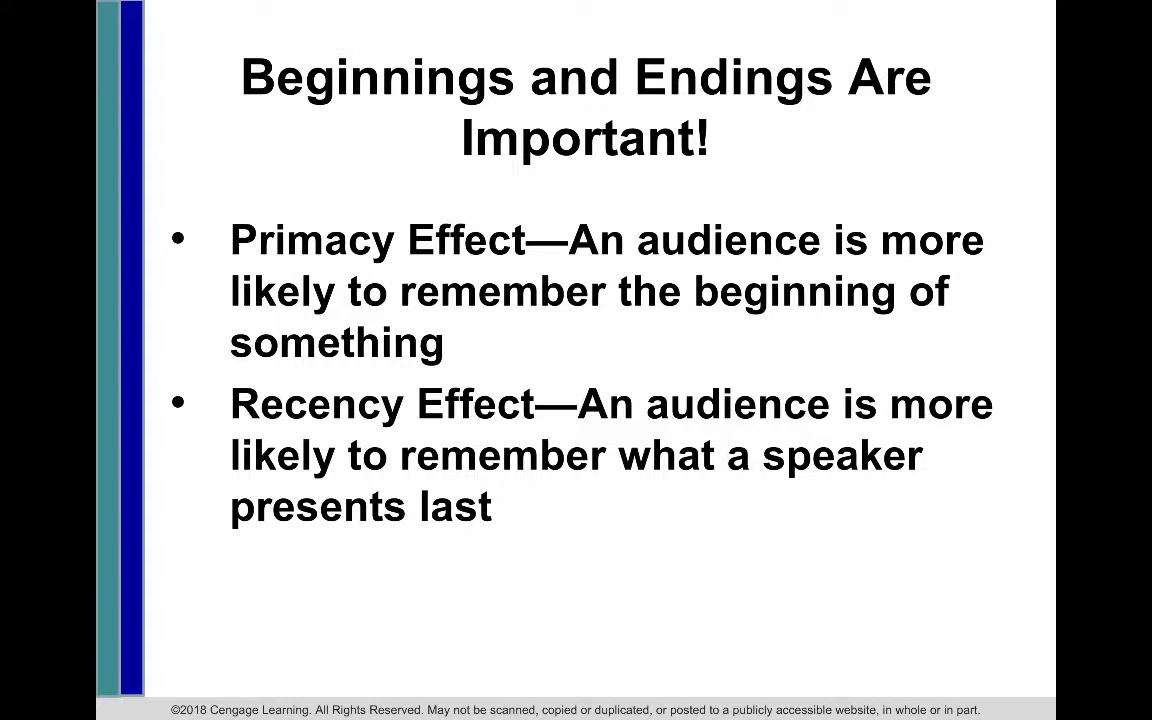 Beginnings and Endings Are
Important!
• Primacy Effect—An audience is more
likely to remember the beginning of
something
• Recency Effect—An audience is more
likely to remember what a speaker
presents last
©2018 Cengage Learning. All Rights Reserved. May not be scanned, copied or duplicated, or posted to a publicly accessible website, in whole or in part.